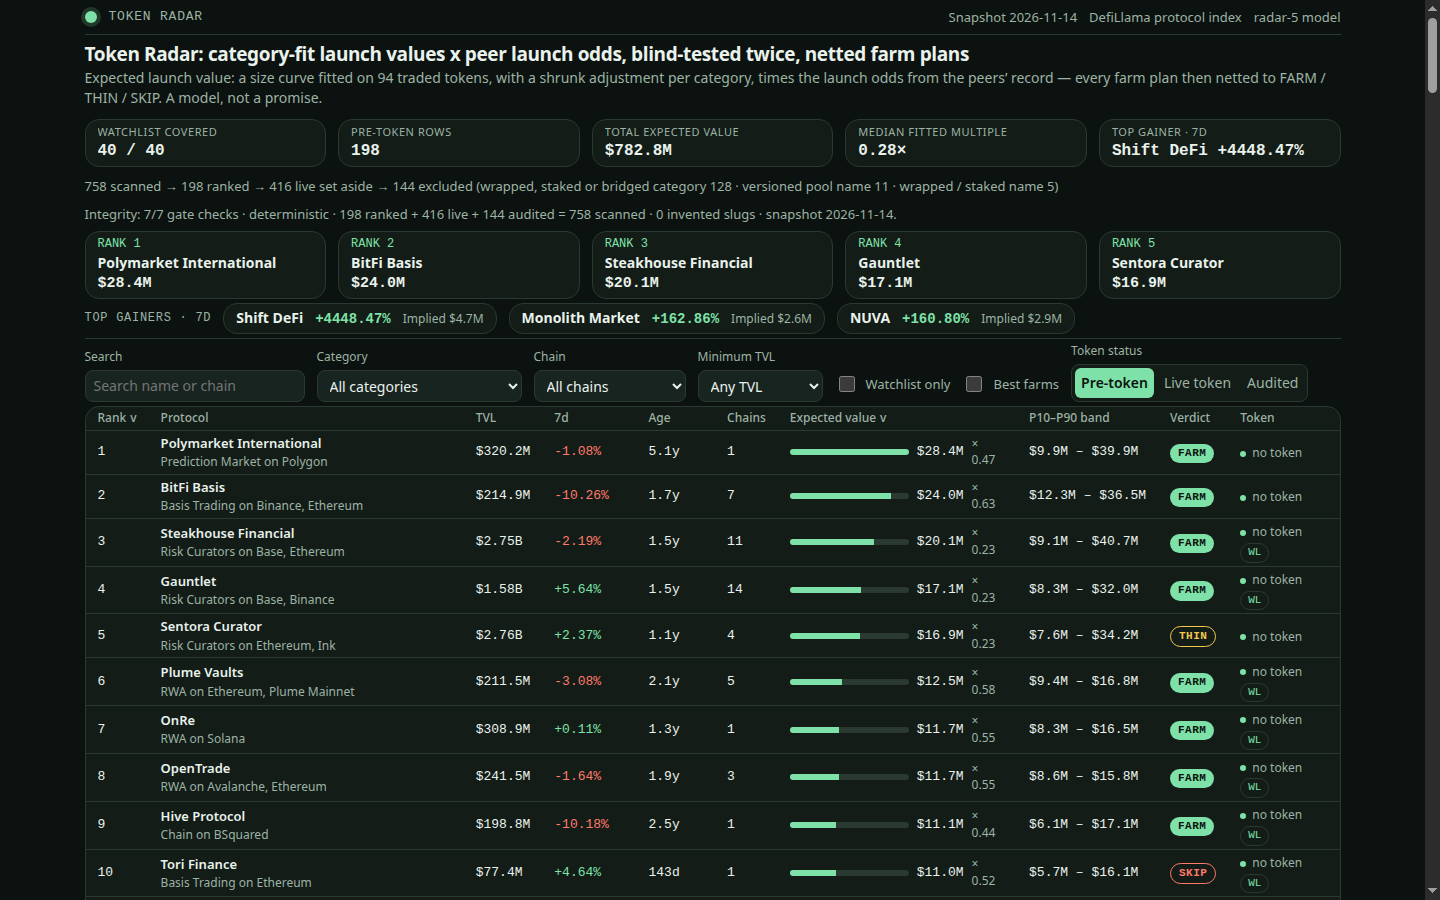 TOKEN RADAR
Snapshot 2026-11-14 DefiLlama protocol index radar-5 model
Token Radar: category-fit launch values x peer launch odds, blind-tested twice, netted farm plans
Expected launch value: a size curve fitted on 94 traded tokens, with a shrunk adjustment per category, times the launch odds from the peers’ record — every farm plan then netted to FARM /
THIN / SKIP. A model, not a promise.
WATCHLIST COVERED
40 / 40
PRE-TOKEN ROWS
198
TOTAL EXPECTED VALUE
$782.8M
MEDIAN FITTED MULTIPLE
0.28×
TOP GAINER · 7D
Shift DeFi +4448.47%
758 scanned → 198 ranked → 416 live set aside → 144 excluded (wrapped, staked or bridged category 128 · versioned pool name 11 · wrapped / staked name 5)
Integrity: 7/7 gate checks · deterministic · 198 ranked + 416 live + 144 audited = 758 scanned · 0 invented slugs · snapshot 2026-11-14.
RANK 1
Polymarket International
$28.4M
RANK 2
BitFi Basis
$24.0M
RANK 3
Steakhouse Financial
$20.1M
RANK 4
Gauntlet
$17.1M
RANK 5
Sentora Curator
$16.9M
TOP GAINERS · 7D
Shift DeFi +4448.47% Implied $4.7M
Monolith Market +162.86% Implied $2.6M
NUVA +160.80% Implied $2.9M
Search
Search name or chain
Category
All categories
Chain
All chains
Minimum TVL
Any TVL
Watchlist only
Best farms
Token status
Pre-token Live token Audited
Rank v Protocol TVL 7d Age Chains Expected value v P10–P90 band Verdict Token
1 Polymarket International $320.2M -1.08% 5.1y 1 $28.4M × 0.47 $9.9M – $39.9M FARM no token
Prediction Market on Polygon
2 BitFi Basis $214.9M -10.26% 1.7y 7 $24.0M × 0.63 $12.3M – $36.5M FARM no token
Basis Trading on Binance, Ethereum
3 Steakhouse Financial $2.75B -2.19% 1.5y 11 $20.1M × 0.23 $9.1M – $40.7M FARM no token WL
Risk Curators on Base, Ethereum
4 Gauntlet $1.58B +5.64% 1.5y 14 $17.1M × 0.23 $8.3M – $32.0M FARM no token WL
Risk Curators on Base, Binance
5 Sentora Curator $2.76B +2.37% 1.1y 4 $16.9M × 0.23 $7.6M – $34.2M THIN no token
Risk Curators on Ethereum, Ink
6 Plume Vaults $211.5M -3.08% 2.1y 5 $12.5M × 0.58 $9.4M – $16.8M FARM no token WL
RWA on Ethereum, Plume Mainnet
7 OnRe $308.9M +0.11% 1.3y 1 $11.7M × 0.55 $8.3M – $16.5M FARM no token WL
RWA on Solana
8 OpenTrade $241.5M -1.64% 1.9y 3 $11.7M × 0.55 $8.6M – $15.8M FARM no token WL
RWA on Avalanche, Ethereum
9 Hive Protocol $198.8M -10.18% 2.5y 1 $11.1M × 0.44 $6.1M – $17.1M FARM no token WL
Chain on BSquared
10 Tori Finance $77.4M +4.64% 143d 1 $11.0M × 0.52 $5.7M – $16.1M SKIP no token WL
Basis Trading on Ethereum